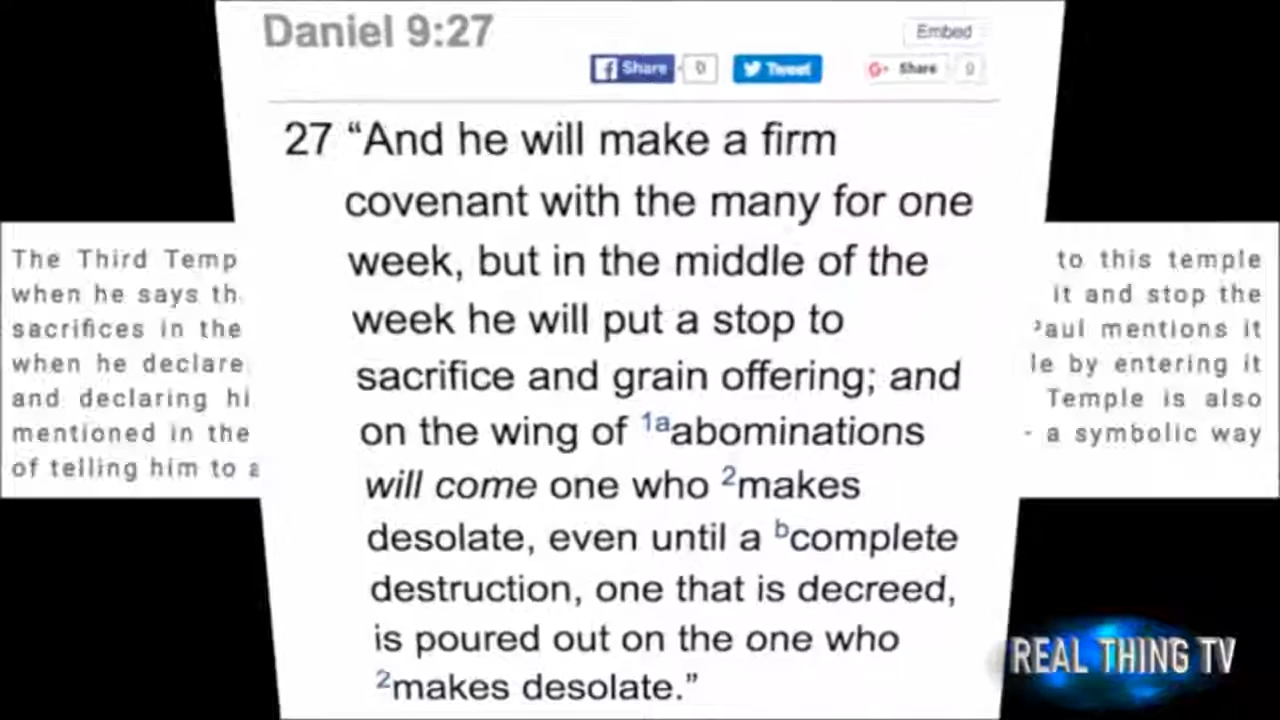 Daniel 9:27
Embed
Share 0 Tweet Share 0
27 “And he will make a firm
covenant with the many for one
week, but in the middle of the
week he will put a stop to
sacrifice and grain offering; and
on the wing of 1aabominations
will come one who 2makes
desolate, even until a bcomplete
destruction, one that is decreed,
is poured out on the one who
2makes desolate.”
The Third Temp
when he says th
sacrifices in the
when he declare
and declaring hi
mentioned in the
of telling him to a
to this temple
it and stop the
Paul mentions it
le by entering it
Temple is also
- a symbolic way
REAL THING TV